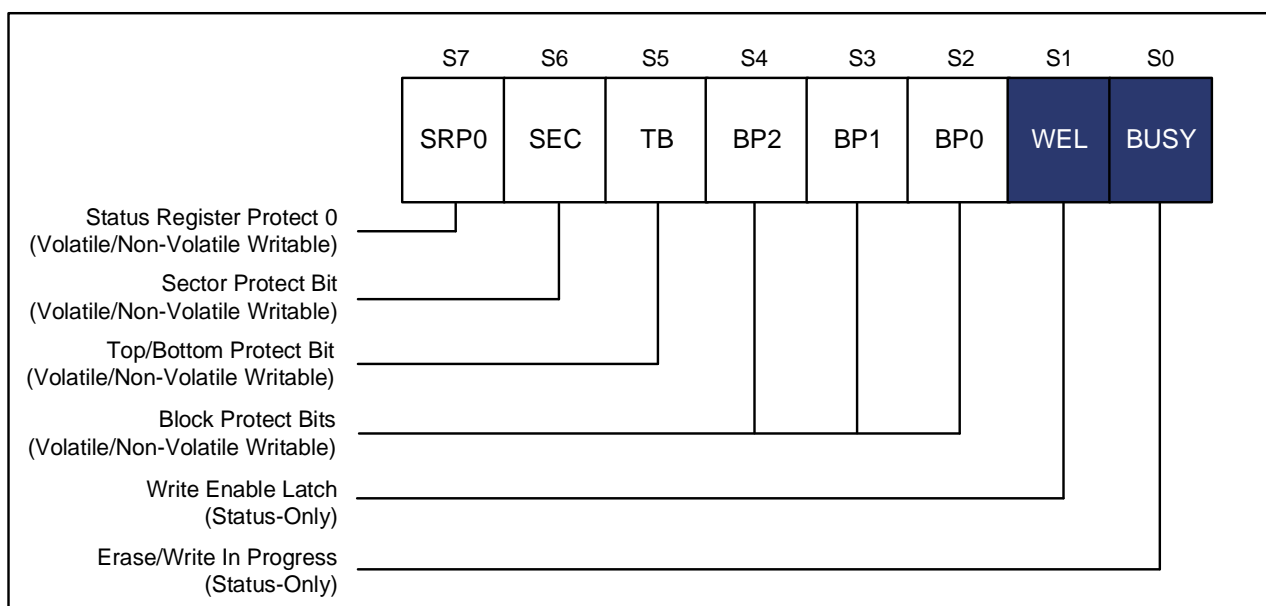 S7 S6 S5 S4 S3 S2 S1 S0
SRP0 SEC TB BP2 BP1 BP0 WEL BUSY
Status Register Protect 0
(Volatile/Non-Volatile Writable)
Sector Protect Bit
(Volatile/Non-Volatile Writable)
Top/Bottom Protect Bit
(Volatile/Non-Volatile Writable)
Block Protect Bits
(Volatile/Non-Volatile Writable)
Write Enable Latch
(Status-Only)
Erase/Write In Progress
(Status-Only)